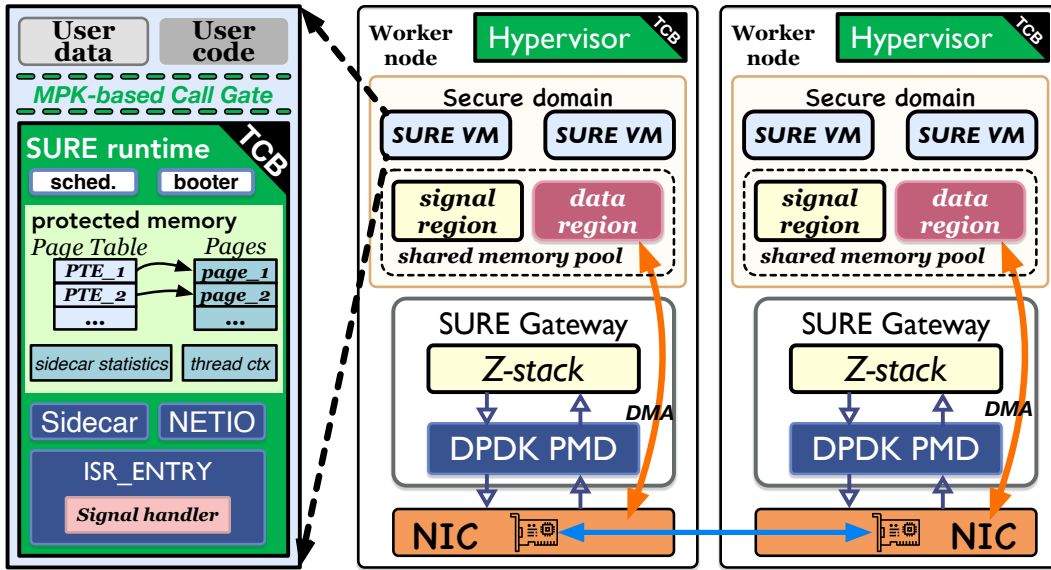 User
data
User
code
MPK-based Call Gate
SURE runtime
TCB
sched.
booter
protected memory
Page Table
Pages
PTE_1
page_1
PTE_2
page_2
...
...
sidecar statistics
thread ctx
Sidecar
NETIO
ISR_ENTRY
Signal handler
Worker
node
Hypervisor
TCB
Secure domain
SURE VM
SURE VM
signal
region
data
region
shared memory pool
SURE Gateway
Z-stack
DMA
DPDK PMD
NIC
Worker
node
Hypervisor
TCB
Secure domain
SURE VM
SURE VM
signal
region
data
region
shared memory pool
SURE Gateway
Z-stack
DMA
DPDK PMD
NIC